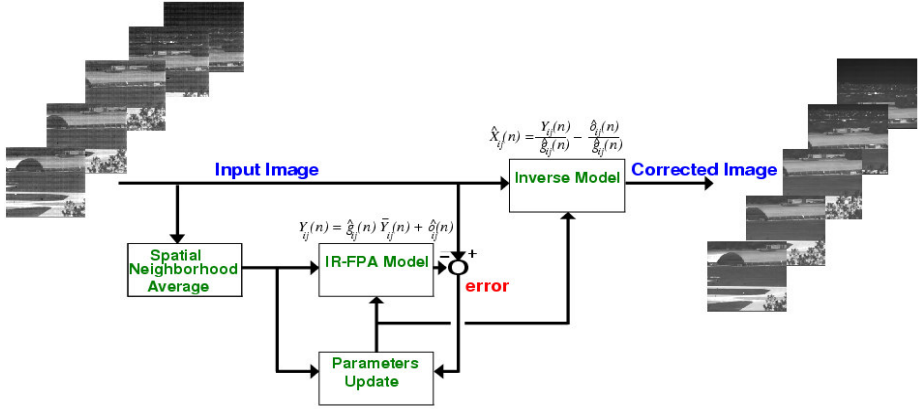 X̂ij(n) = Yij(n)/ĝij(n) − ôij(n)/ĝij(n)
Input Image
Inverse Model
Corrected Image
Yij(n) = ĝij(n) Ȳij(n) + ôij(n)
Spatial
Neighborhood
Average
IR-FPA Model
− +
error
Parameters
Update